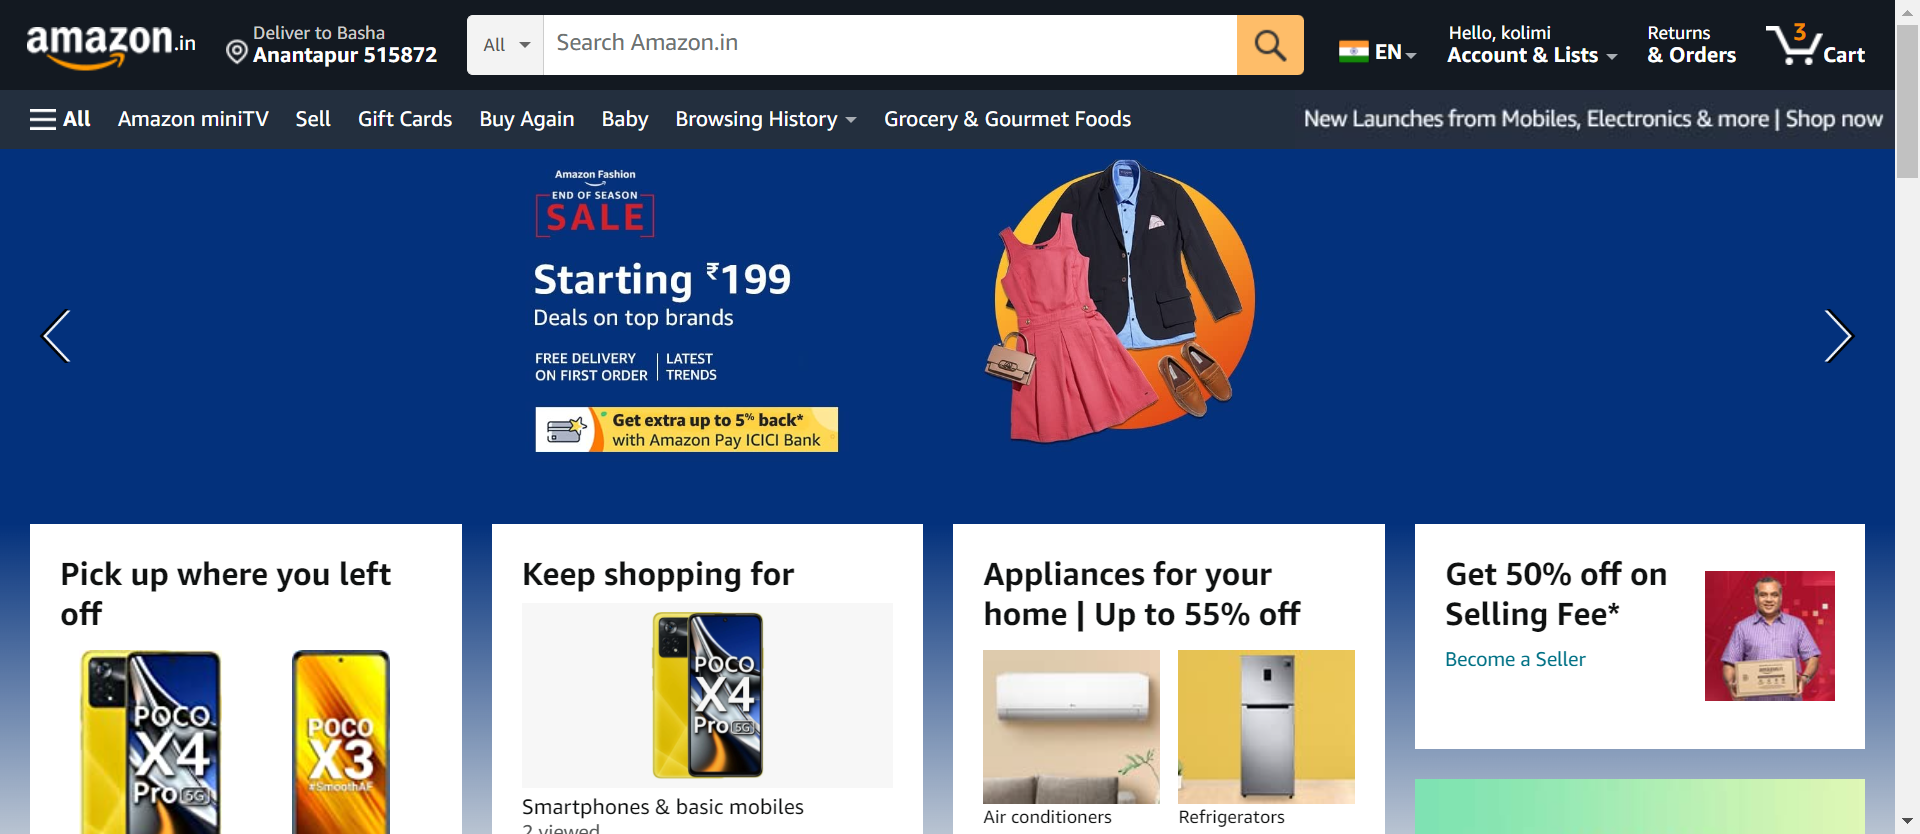 amazon.in
Deliver to Basha
Anantapur 515872
All
Search Amazon.in
EN
Hello, kolimi
Account & Lists
Returns
& Orders
3
Cart
All
Amazon miniTV
Sell
Gift Cards
Buy Again
Baby
Browsing History
Grocery & Gourmet Foods
New Launches from Mobiles, Electronics & more | Shop now
Amazon Fashion
END OF SEASON
SALE
Starting ₹199
Deals on top brands
FREE DELIVERY
ON FIRST ORDER
LATEST
TRENDS
Get extra up to 5% back*
with Amazon Pay ICICI Bank
Pick up where you left
off
POCO
X4
Pro 5G
POCO
X3
#SmoothAF
Keep shopping for
POCO
X4
Pro 5G
Smartphones & basic mobiles
2 viewed
Appliances for your
home | Up to 55% off
Air conditioners
Refrigerators
Get 50% off on
Selling Fee*
Become a Seller